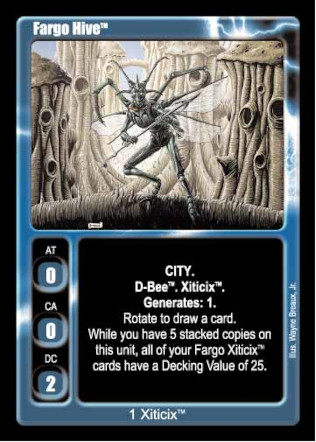 Fargo Hive™
AT
0
CA
0
DC
2
CITY.
D-Bee™. Xiticix™.
Generates: 1.
Rotate to draw a card.
While you have 5 stacked copies on
this unit, all of your Fargo Xiticix™
cards have a Decking Value of 25.
Illus. Wayne Breaux, Jr.
1 Xiticix™